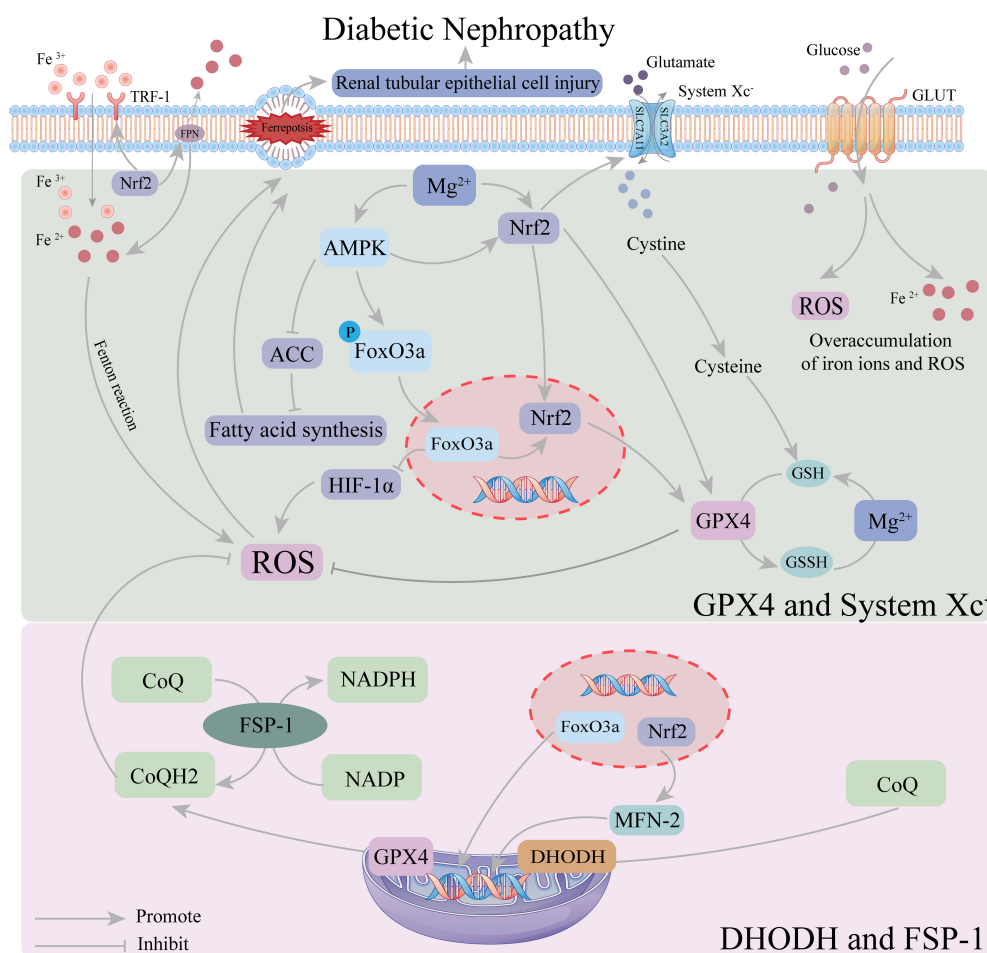 Diabetic Nephropathy
Fe 3+
TRF-1
Renal tubular epithelial cell injury
Glutamate
System Xc-
Glucose
GLUT
FPN
Ferrepotsis
SLC7A11
SLC3A2
Fe 3+
Nrf2
Mg2+
Fe 2+
AMPK
Nrf2
Cystine
ROS
Fe 2+
P
FoxO3a
ACC
Overaccumulation
of iron ions and ROS
Fenton reaction
Cysteine
Fatty acid synthesis
FoxO3a
Nrf2
HIF-1α
GSH
GPX4
Mg2+
ROS
GSSH
GPX4 and System Xc-
CoQ
NADPH
FSP-1
FoxO3a
Nrf2
CoQH2
NADP
CoQ
MFN-2
GPX4
DHODH
Promote
Inhibit
DHODH and FSP-1